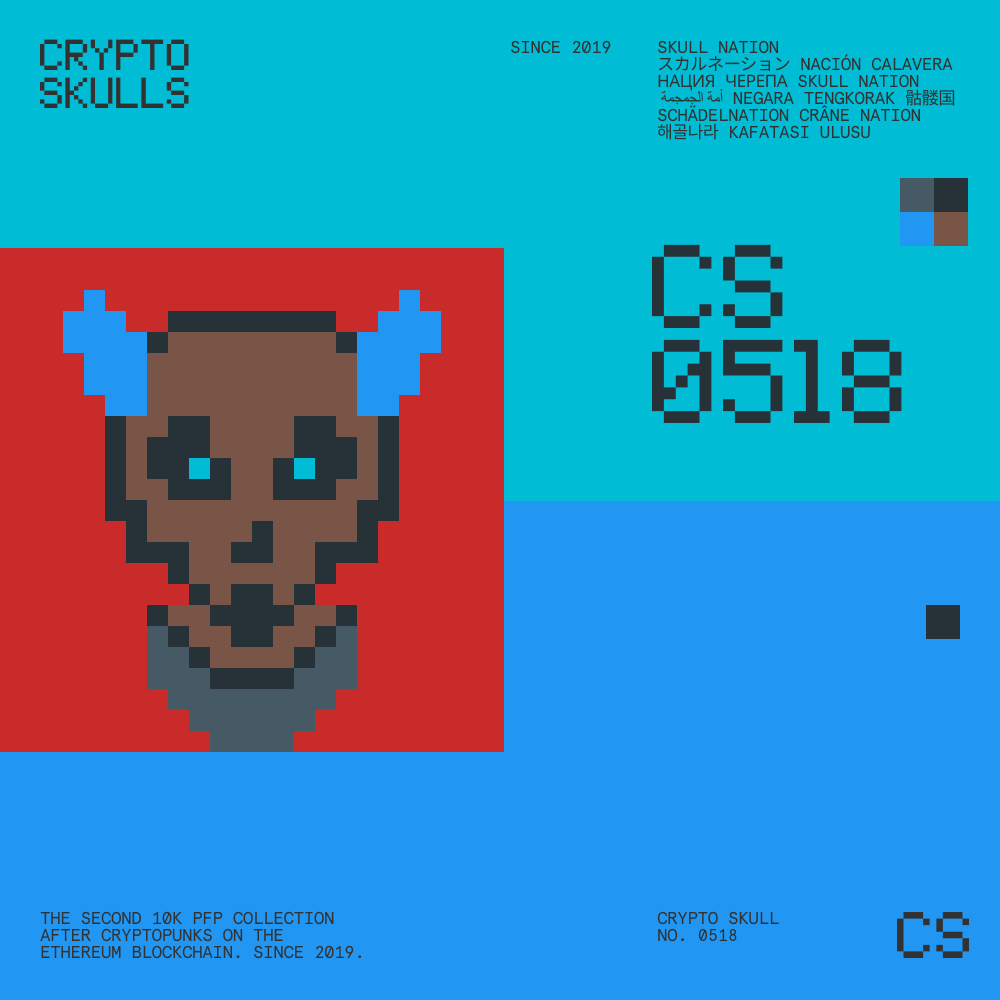 CRYPTO
SKULLS
SINCE 2019
SKULL NATION
スカルネーション NACIÓN CALAVERA
НАЦИЯ ЧЕРЕПА SKULL NATION
أمة الجمجمة NEGARA TENGKORAK 骷髅国
SCHÄDELNATION CRÂNE NATION
해골나라 KAFATASI ULUSU
CS
0518
THE SECOND 10K PFP COLLECTION
AFTER CRYPTOPUNKS ON THE
ETHEREUM BLOCKCHAIN. SINCE 2019.
CRYPTO SKULL
NO. 0518
CS